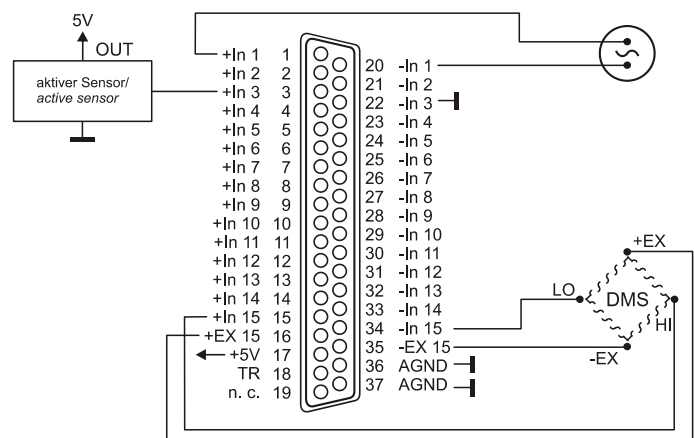 5V
OUT
aktiver Sensor/
active sensor
+In 1 1
+In 2 2
+In 3 3
+In 4 4
+In 5 5
+In 6 6
+In 7 7
+In 8 8
+In 9 9
+In 10 10
+In 11 11
+In 12 12
+In 13 13
+In 14 14
+In 15 15
+EX 15 16
+5V 17
TR 18
n. c. 19
20 -In 1
21 -In 2
22 -In 3
23 -In 4
24 -In 5
25 -In 6
26 -In 7
27 -In 8
28 -In 9
29 -In 10
30 -In 11
31 -In 12
32 -In 13
33 -In 14
34 -In 15
35 -EX 15
36 AGND
37 AGND
+EX
LO
DMS
HI
-EX